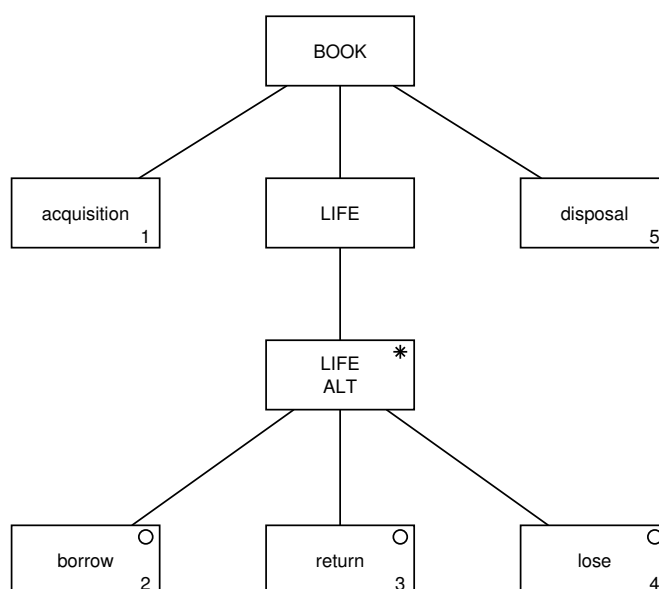 BOOK
acquisition
1
LIFE
disposal
5
LIFE
ALT
*
borrow
2
return
3
lose
4